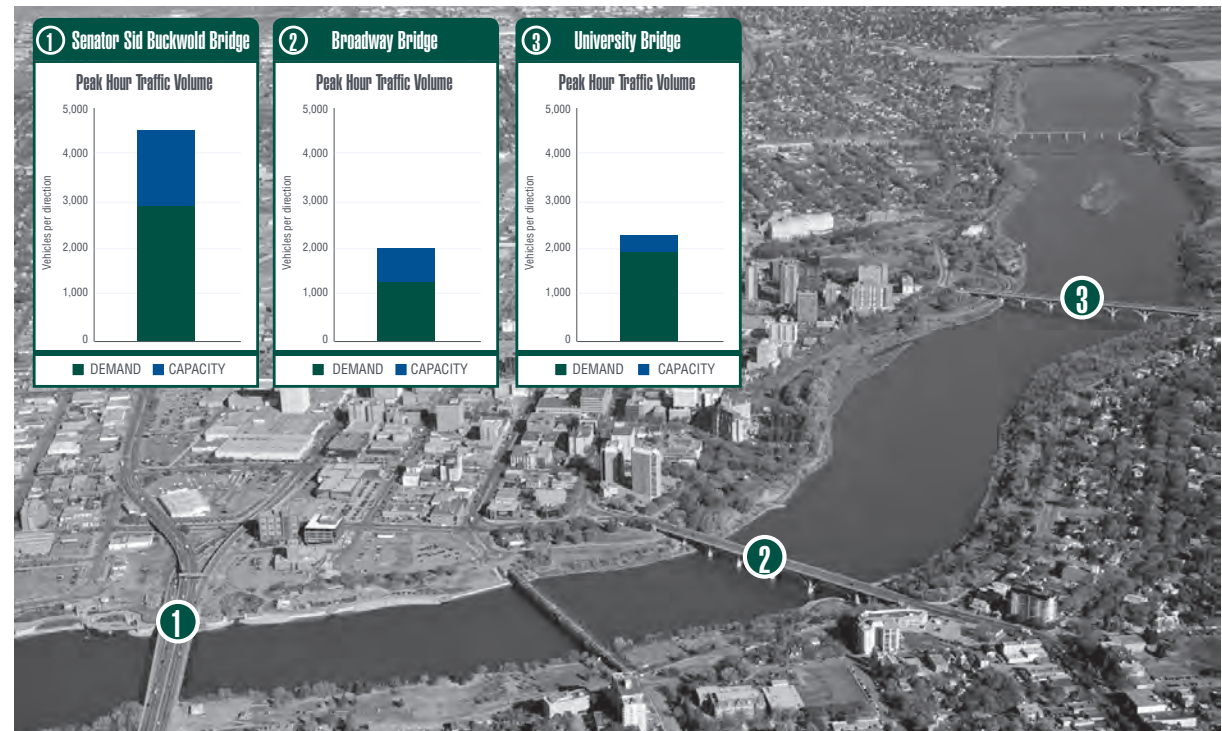 1 Senator Sid Buckwold Bridge
Peak Hour Traffic Volume
5,000
4,000
3,000
2,000
1,000
0
Vehicles per direction
DEMAND CAPACITY
2 Broadway Bridge
Peak Hour Traffic Volume
5,000
4,000
3,000
2,000
1,000
0
Vehicles per direction
DEMAND CAPACITY
3 University Bridge
Peak Hour Traffic Volume
5,000
4,000
3,000
2,000
1,000
0
Vehicles per direction
DEMAND CAPACITY
3
2
1